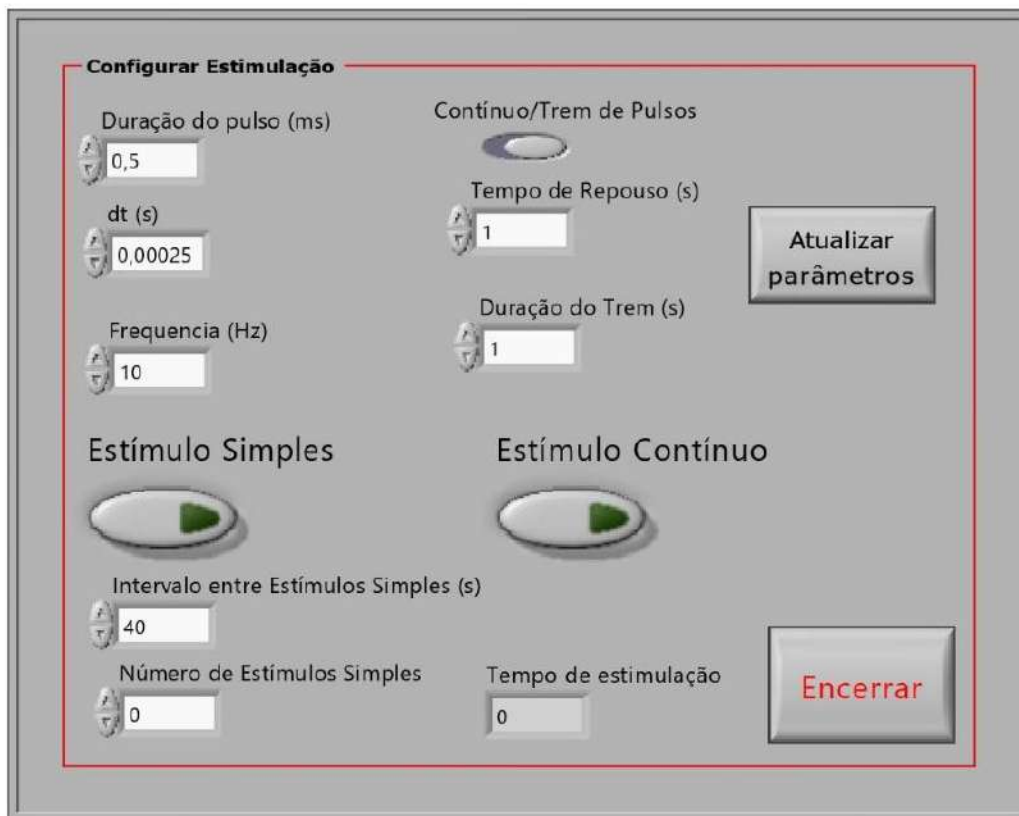 Configurar Estimulação
Duração do pulso (ms)
0,5
Contínuo/Trem de Pulsos
dt (s)
0,00025
Tempo de Repouso (s)
1
Atualizar
parâmetros
Frequencia (Hz)
10
Duração do Trem (s)
1
Estímulo Simples
Estímulo Contínuo
Intervalo entre Estímulos Simples (s)
40
Número de Estímulos Simples
0
Tempo de estimulação
0
Encerrar